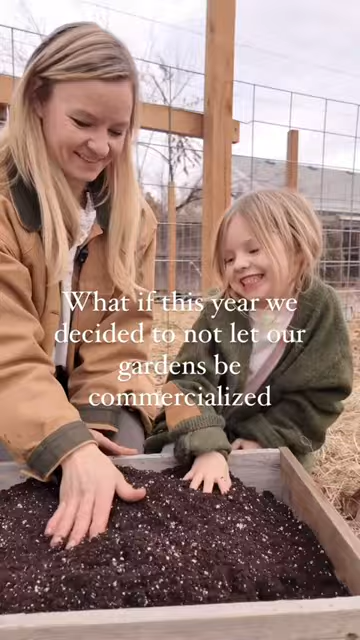 What if this year we
decided to not let our
gardens be
commercialized